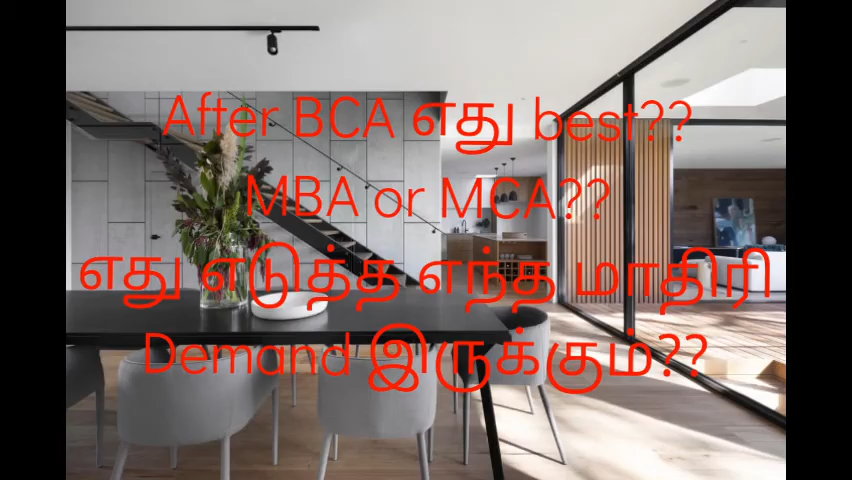 After BCA எது best??
MBA or MCA??
எது எடுத்த எந்த மாதிரி
Demand இருக்கும்??